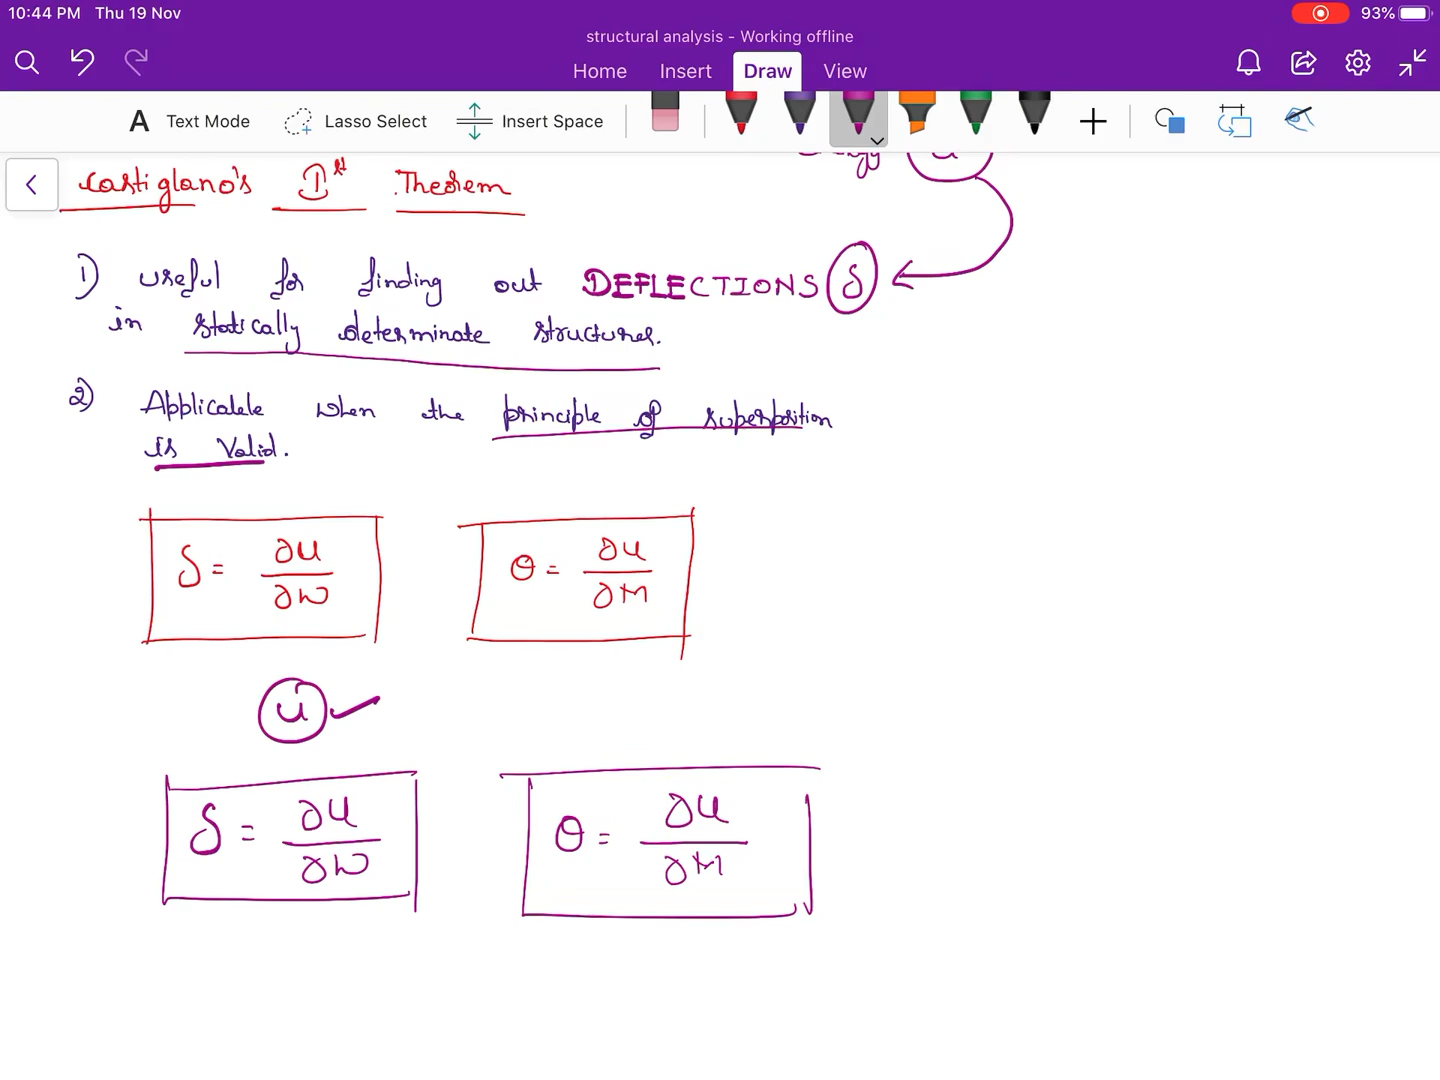 10:44 PM Thu 19 Nov
93%
structural analysis - Working offline
Home Insert Draw View
A Text Mode Lasso Select Insert Space
Castiglano's Ist Theorem
1) useful for finding out DEFLECTIONS δ
in statically determinate structures.
2) Applicable when the principle of superposition
is valid.
δ = ∂u/∂w θ = ∂u/∂M
u
δ = ∂u/∂w θ = ∂u/∂M